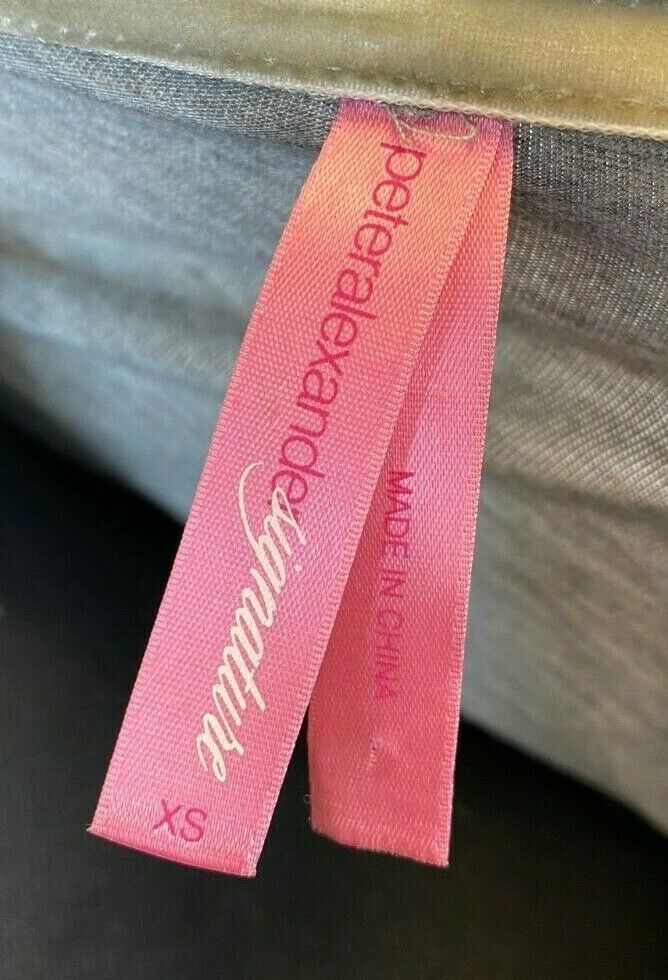 peteralexander
signature
XS
MADE IN CHINA